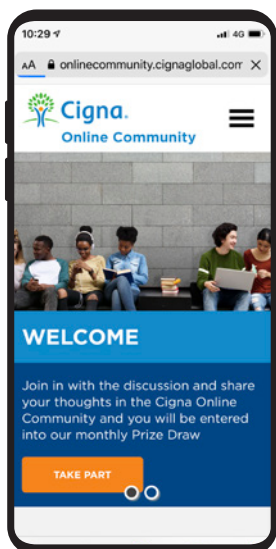 10:29 4G
AA onlinecommunity.cignaglobal.com
Cigna.
Online Community
WELCOME
Join in with the discussion and share
your thoughts in the Cigna Online
Community and you will be entered
into our monthly Prize Draw
TAKE PART